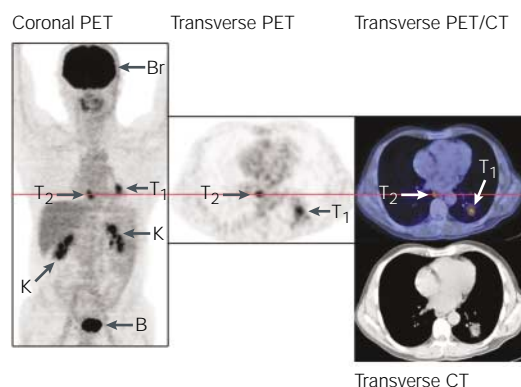 Coronal PET
Transverse PET
Transverse PET/CT
Br
T₂
T₁
K
K
B
T₂
T₁
T₂
T₁
Transverse CT